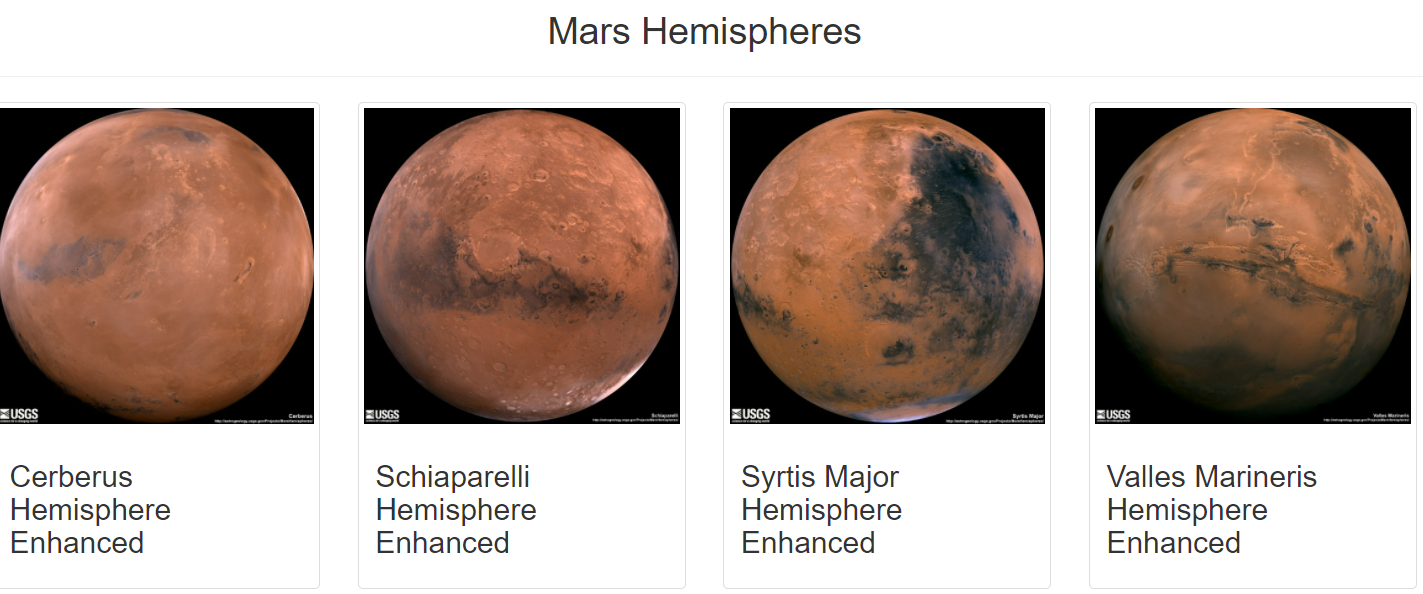 Mars Hemispheres
USGS
Cerberus
USGS
Schiaparelli
USGS
Syrtis Major
USGS
Valles Marineris
Cerberus
Hemisphere
Enhanced
Schiaparelli
Hemisphere
Enhanced
Syrtis Major
Hemisphere
Enhanced
Valles Marineris
Hemisphere
Enhanced